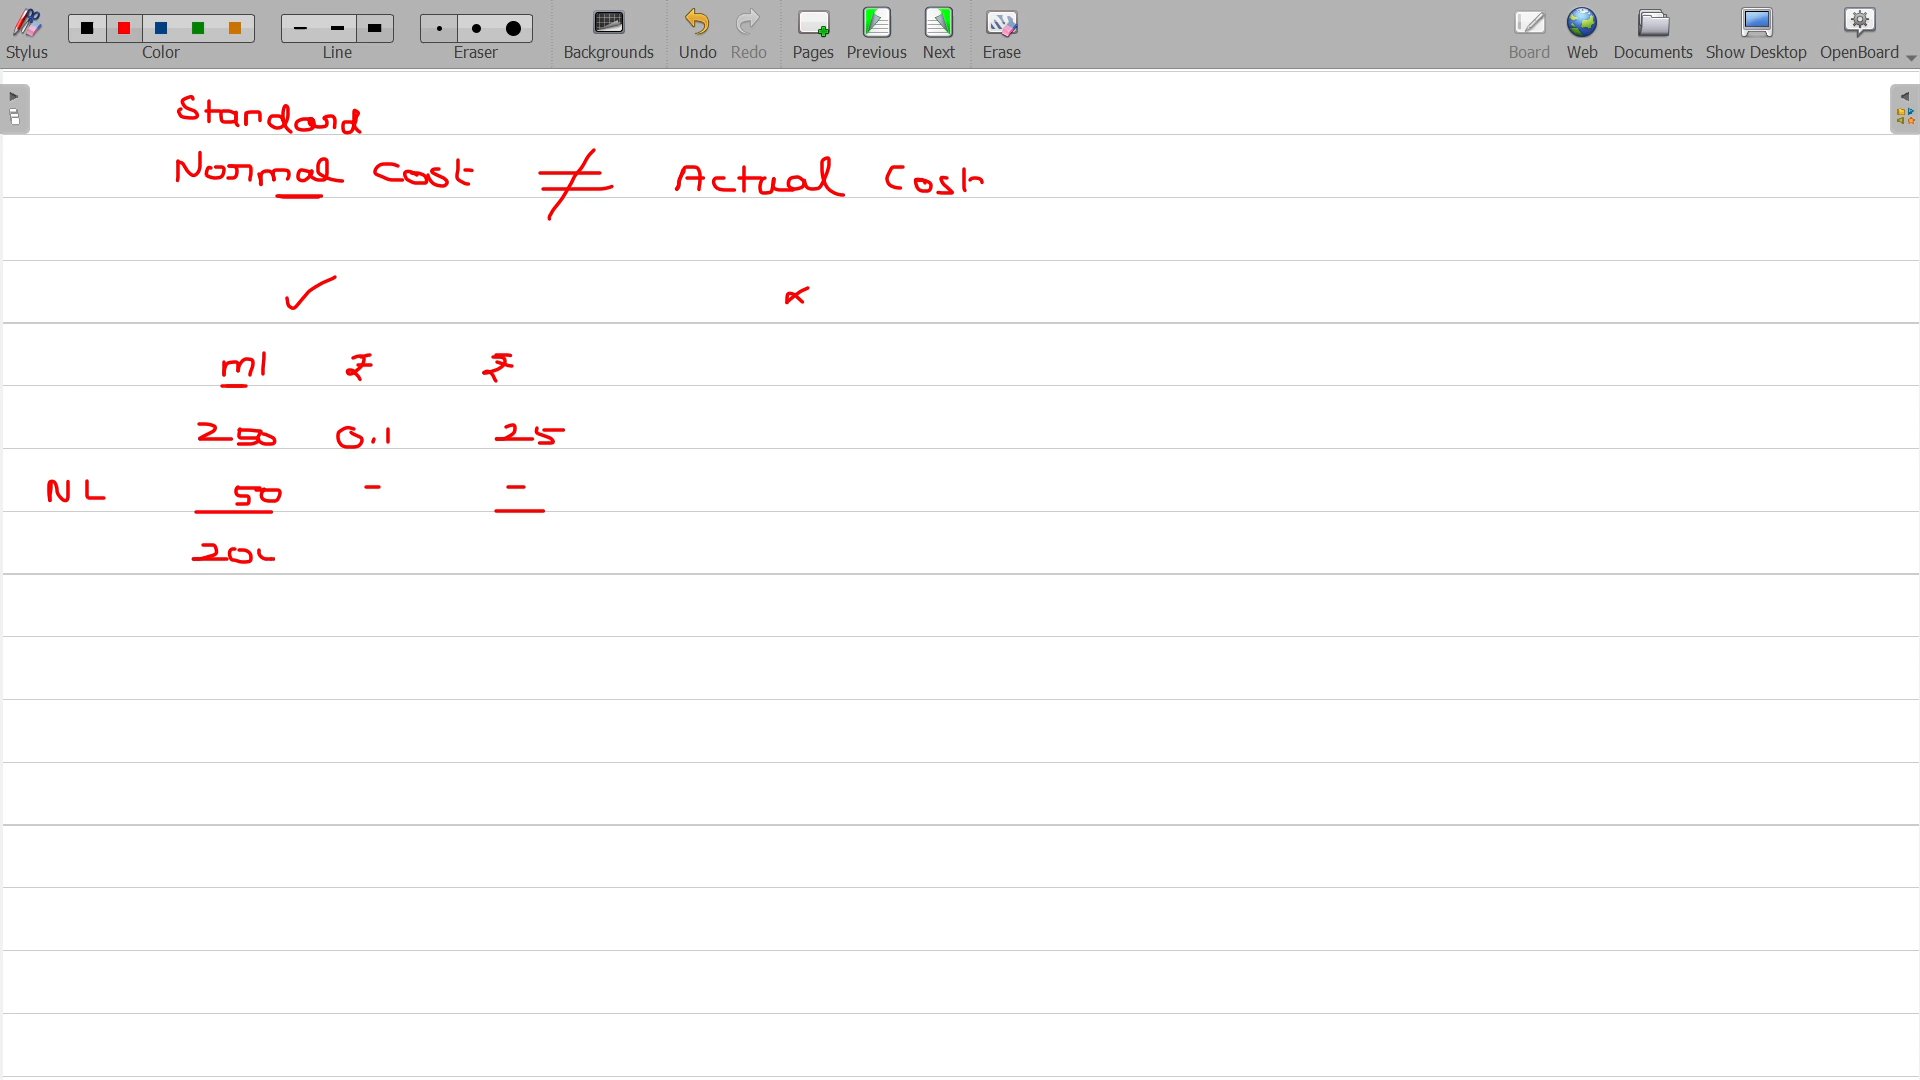 Stylus Color Line Eraser Backgrounds Undo Redo Pages Previous Next Erase Board Web Documents Show Desktop OpenBoard
Standard
Normal Cost ≠ Actual Cost
✓ ×
ml ₹ ₹
250 0.1 25
NL 50 - -
200